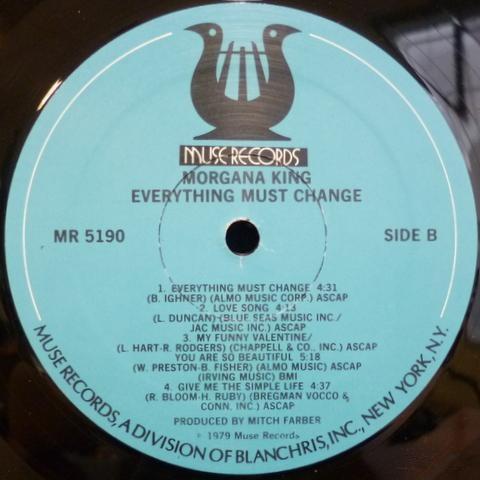 MUSE RECORDS
MORGANA KING
EVERYTHING MUST CHANGE
MR 5190
SIDE B
1. EVERYTHING MUST CHANGE 4:31
(B. IGHNER) (ALMO MUSIC CORP.) ASCAP
2. LOVE SONG 4:13
(L. DUNCAN) (BLUE SEAS MUSIC INC./
JAC MUSIC INC.) ASCAP
3. MY FUNNY VALENTINE/
(L. HART-R. RODGERS) (CHAPPELL & CO., INC.) ASCAP
YOU ARE SO BEAUTIFUL 5:18
(W. PRESTON-B. FISHER) (ALMO MUSIC) ASCAP
(IRVING MUSIC) BMI
4. GIVE ME THE SIMPLE LIFE 4:37
(R. BLOOM-H. RUBY) (BREGMAN VOCCO &
CONN, INC.) ASCAP
PRODUCED BY MITCH FARBER
℗ 1979 Muse Records
MUSE RECORDS, A DIVISION OF BLANCHRIS, INC., NEW YORK, N.Y.